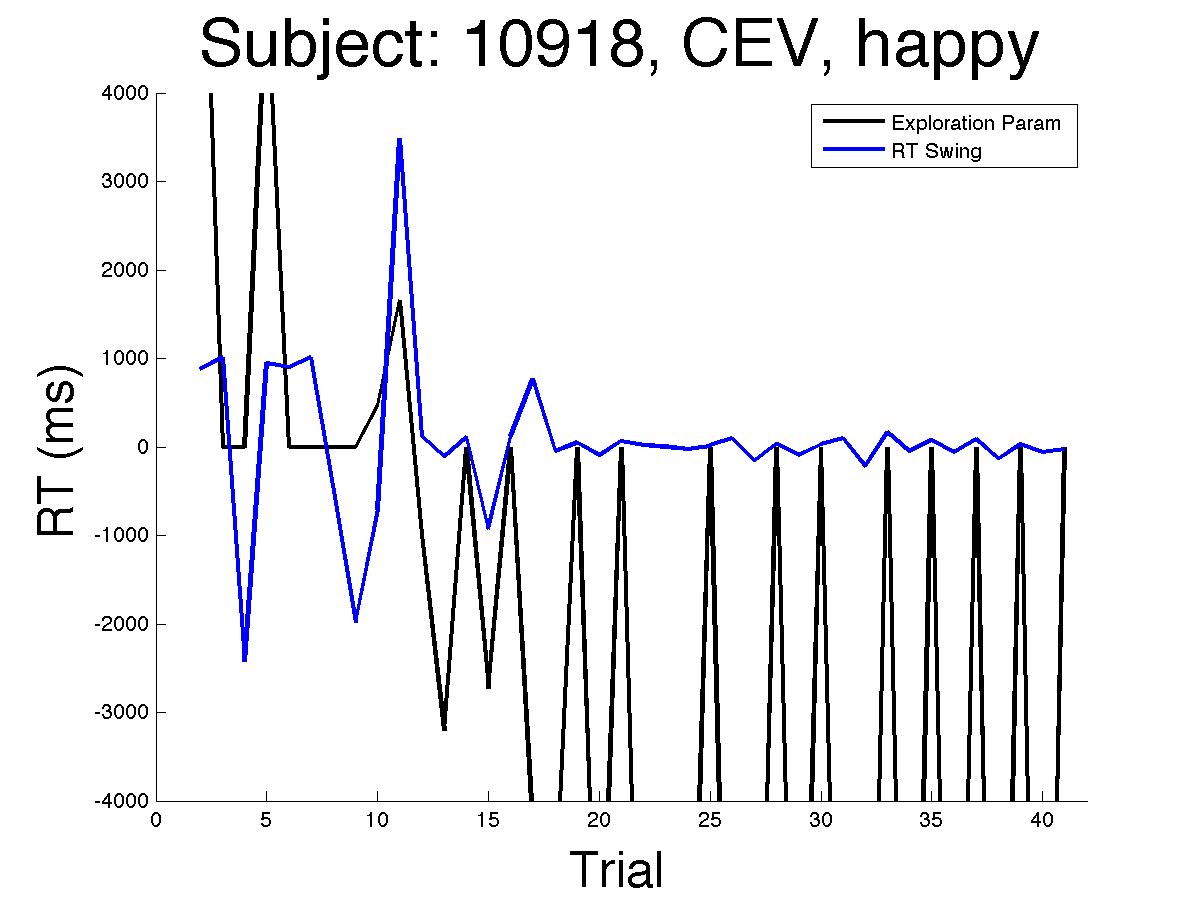 Subject: 10918, CEV, happy
Exploration Param
RT Swing
RT (ms)
4000
3000
2000
1000
0
-1000
-2000
-3000
-4000
0 5 10 15 20 25 30 35 40
Trial